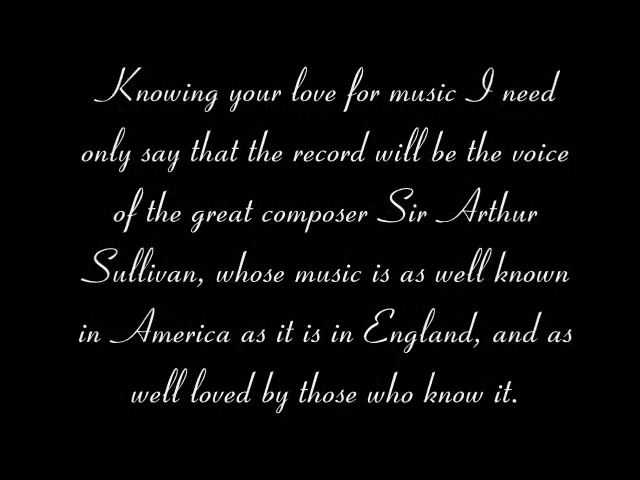 Knowing your love for music I need
only say that the record will be the voice
of the great composer Sir Arthur
Sullivan, whose music is as well known
in America as it is in England, and as
well loved by those who know it.